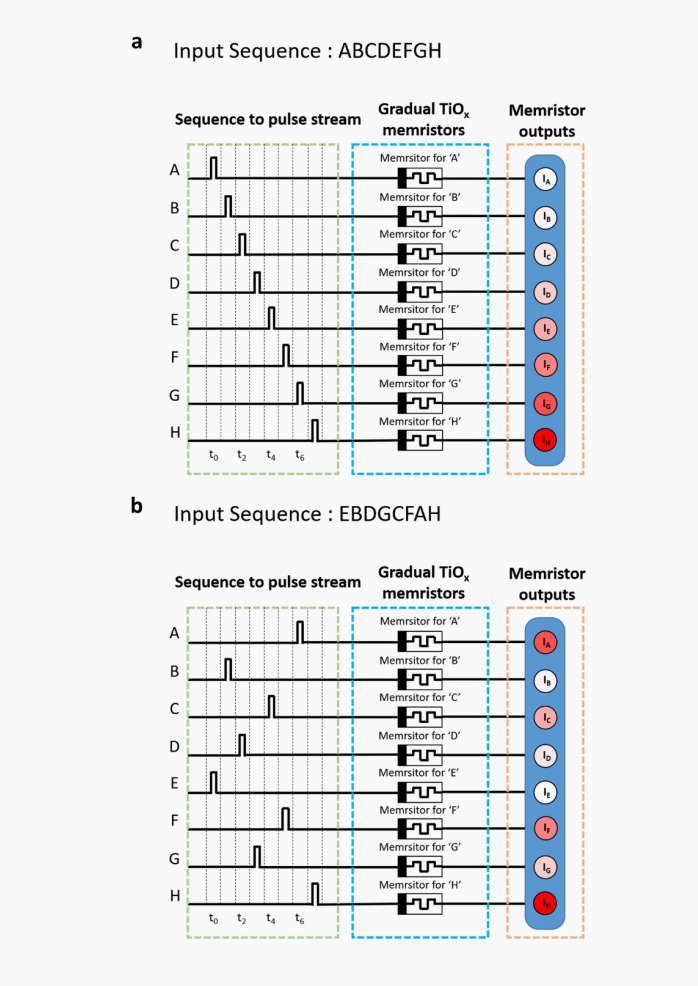 a
Input Sequence : ABCDEFGH
Sequence to pulse stream
Gradual TiOx
memristors
Memristor
outputs
A
Memrsitor for ‘A’
IA
B
Memrsitor for ‘B’
IB
C
Memrsitor for ‘C’
IC
D
Memrsitor for ‘D’
ID
E
Memrsitor for ‘E’
IE
F
Memrsitor for ‘F’
IF
G
Memrsitor for ‘G’
IG
H
Memrsitor for ‘H’
IH
t0 t2 t4 t6
b
Input Sequence : EBDGCFAH
Sequence to pulse stream
Gradual TiOx
memristors
Memristor
outputs
A
Memrsitor for ‘A’
IA
B
Memrsitor for ‘B’
IB
C
Memrsitor for ‘C’
IC
D
Memrsitor for ‘D’
ID
E
Memrsitor for ‘E’
IE
F
Memrsitor for ‘F’
IF
G
Memrsitor for ‘G’
IG
H
Memrsitor for ‘H’
IH
t0 t2 t4 t6